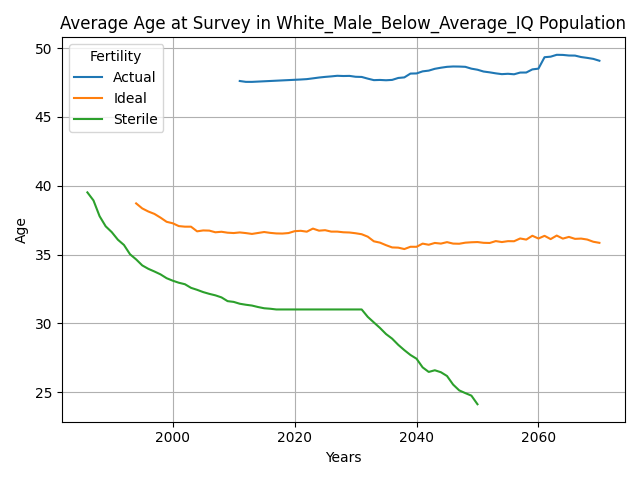 Average Age at Survey in White_Male_Below_Average_IQ Population
Fertility
Actual
Ideal
Sterile
50
45
40
35
30
25
Age
2000
2020
2040
2060
Years